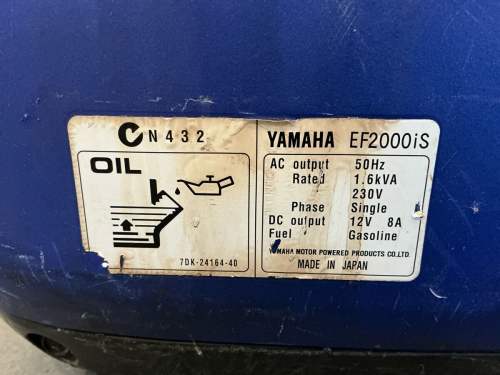 N432
OIL
7DK-24164-40
YAMAHA EF2000iS
AC output 50Hz
Rated 1.6kVA
230V
Phase Single
DC output 12V 8A
Fuel Gasoline
YAMAHA MOTOR POWERED PRODUCTS CO.,LTD.
MADE IN JAPAN